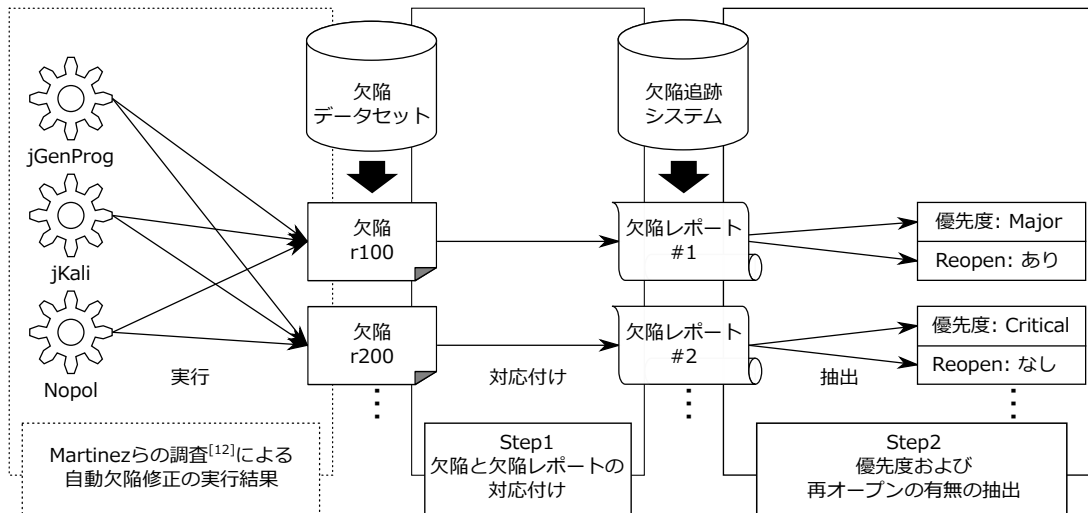 欠陥
データセット
欠陥追跡
システム
jGenProg
jKali
Nopol
実行
欠陥
r100
欠陥
r200
対応付け
欠陥レポート
#1
欠陥レポート
#2
抽出
優先度: Major
Reopen: あり
優先度: Critical
Reopen: なし
Martinezらの調査[12]による
自動欠陥修正の実行結果
Step1
欠陥と欠陥レポートの
対応付け
Step2
優先度および
再オープンの有無の抽出